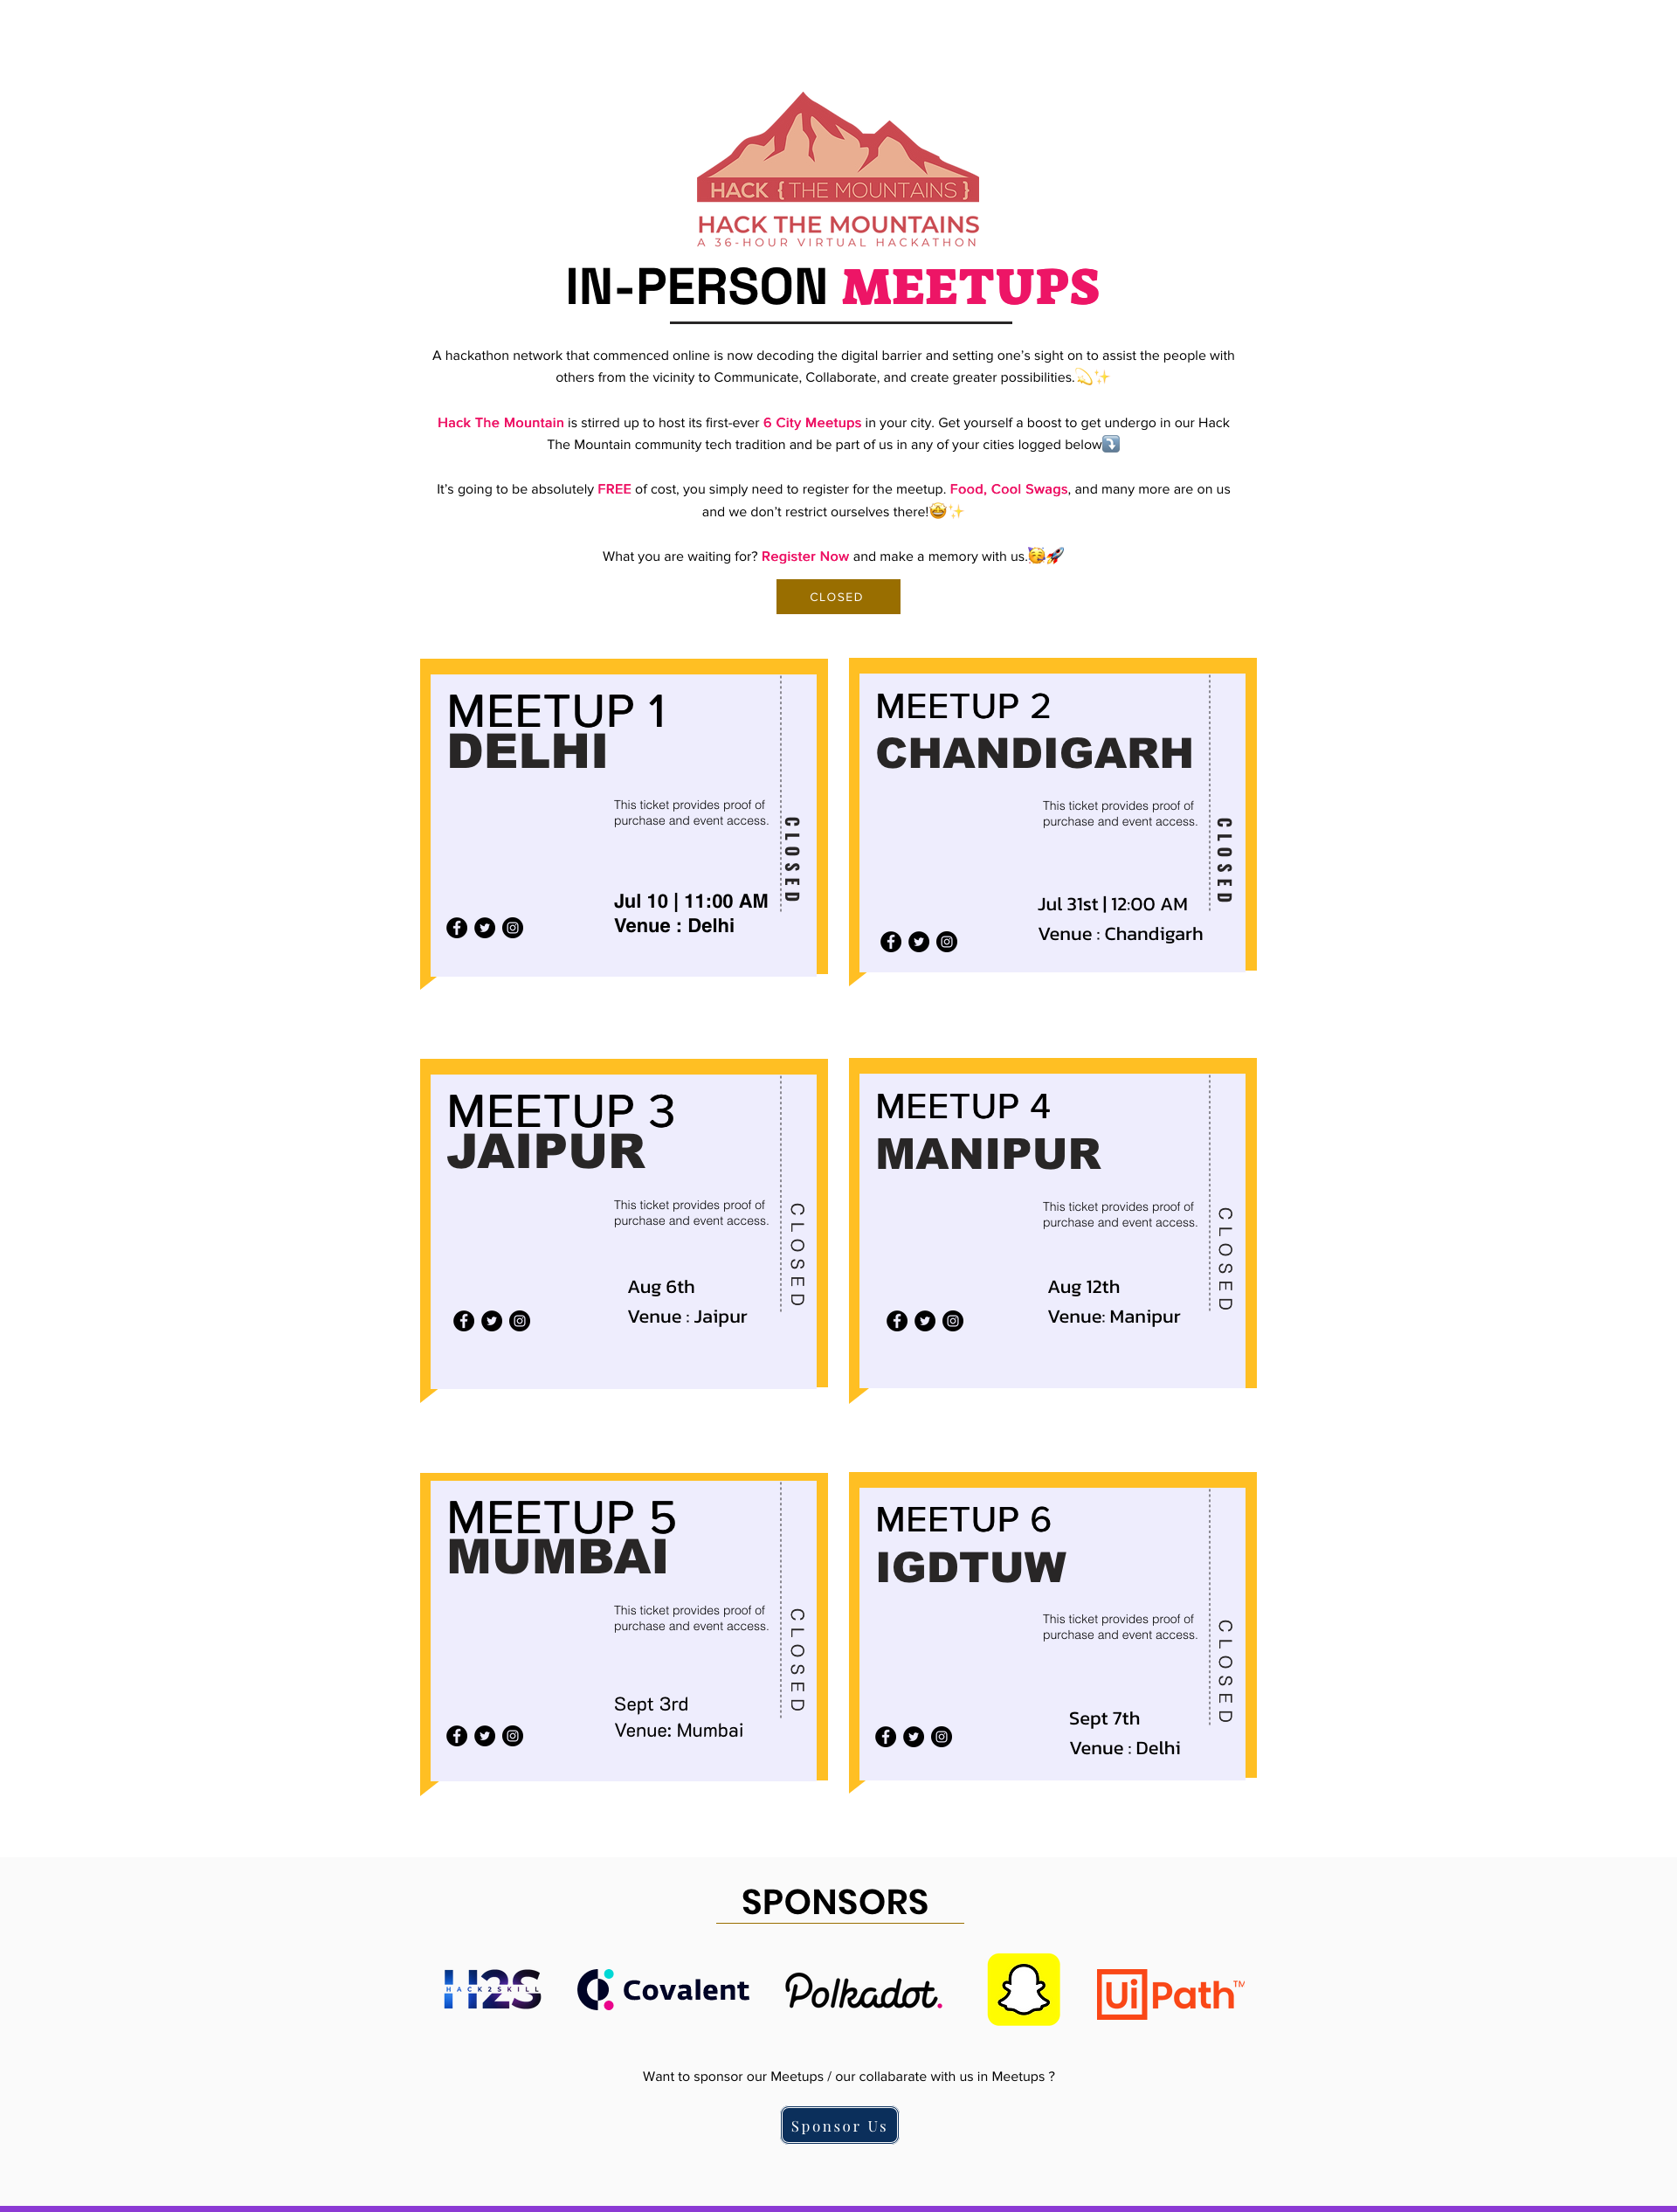 HACK {THE MOUNTAINS}
HACK THE MOUNTAINS
A 36-HOUR VIRTUAL HACKATHON
IN-PERSON MEETUPS
A hackathon network that commenced online is now decoding the digital barrier and setting one’s sight on to assist the people with
others from the vicinity to Communicate, Collaborate, and create greater possibilities.💫✨
Hack The Mountain is stirred up to host its first-ever 6 City Meetups in your city. Get yourself a boost to get undergo in our Hack
The Mountain community tech tradition and be part of us in any of your cities logged below⤵️
It’s going to be absolutely FREE of cost, you simply need to register for the meetup. Food, Cool Swags, and many more are on us
and we don’t restrict ourselves there!🤩✨
What you are waiting for? Register Now and make a memory with us.🥳🚀
CLOSED
MEETUP 1
DELHI
This ticket provides proof of
purchase and event access.
CLOSED
Jul 10 | 11:00 AM
Venue : Delhi
MEETUP 2
CHANDIGARH
This ticket provides proof of
purchase and event access.
CLOSED
Jul 31st | 12:00 AM
Venue : Chandigarh
MEETUP 3
JAIPUR
This ticket provides proof of
purchase and event access.
CLOSED
Aug 6th
Venue : Jaipur
MEETUP 4
MANIPUR
This ticket provides proof of
purchase and event access.
CLOSED
Aug 12th
Venue: Manipur
MEETUP 5
MUMBAI
This ticket provides proof of
purchase and event access.
CLOSED
Sept 3rd
Venue: Mumbai
MEETUP 6
IGDTUW
This ticket provides proof of
purchase and event access.
CLOSED
Sept 7th
Venue : Delhi
SPONSORS
H2S
HACK2SKILL
Covalent
Polkadot.
UiPath™
Want to sponsor our Meetups / our collabarate with us in Meetups ?
Sponsor Us